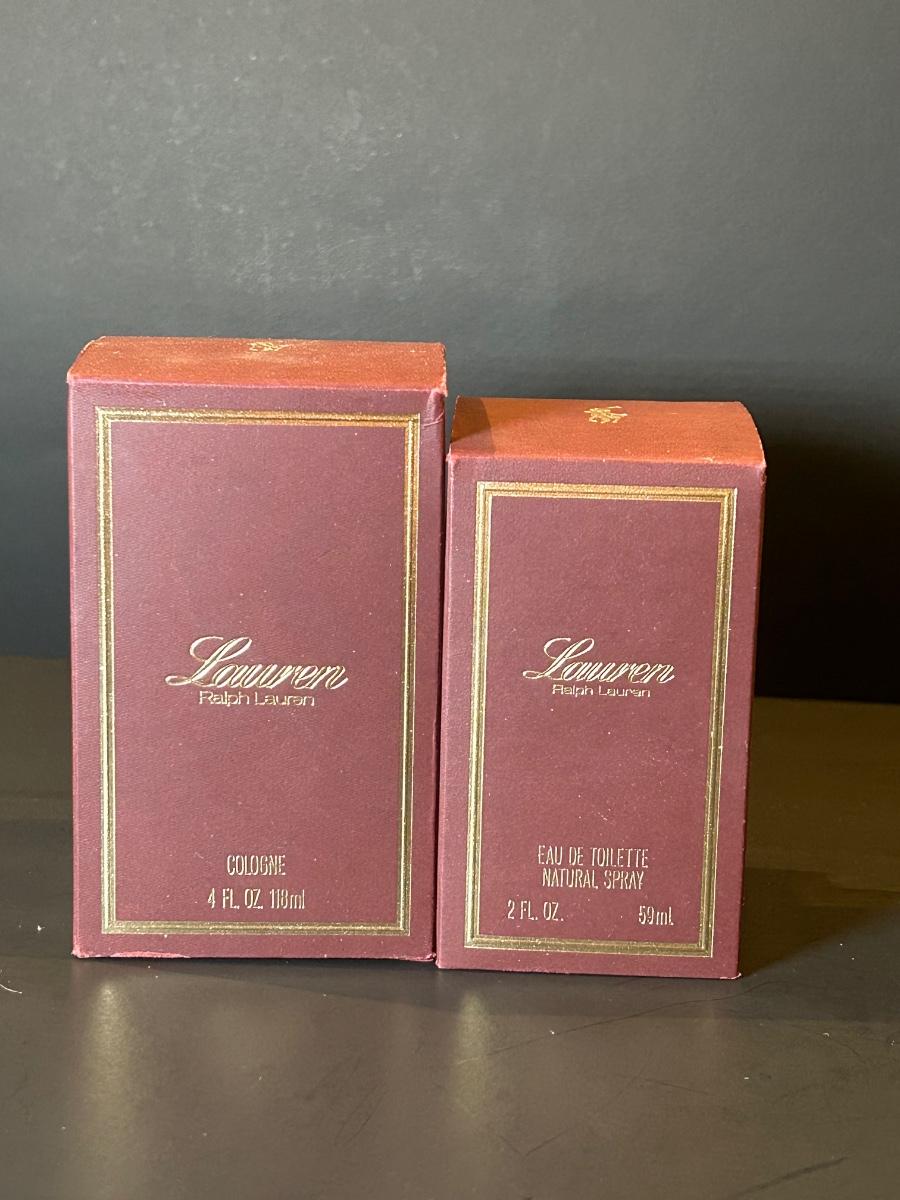 Lauren
Ralph Lauren
COLOGNE
4 FL. OZ. 118ml
Lauren
Ralph Lauren
EAU DE TOILETTE
NATURAL SPRAY
2 FL. OZ. 59ml